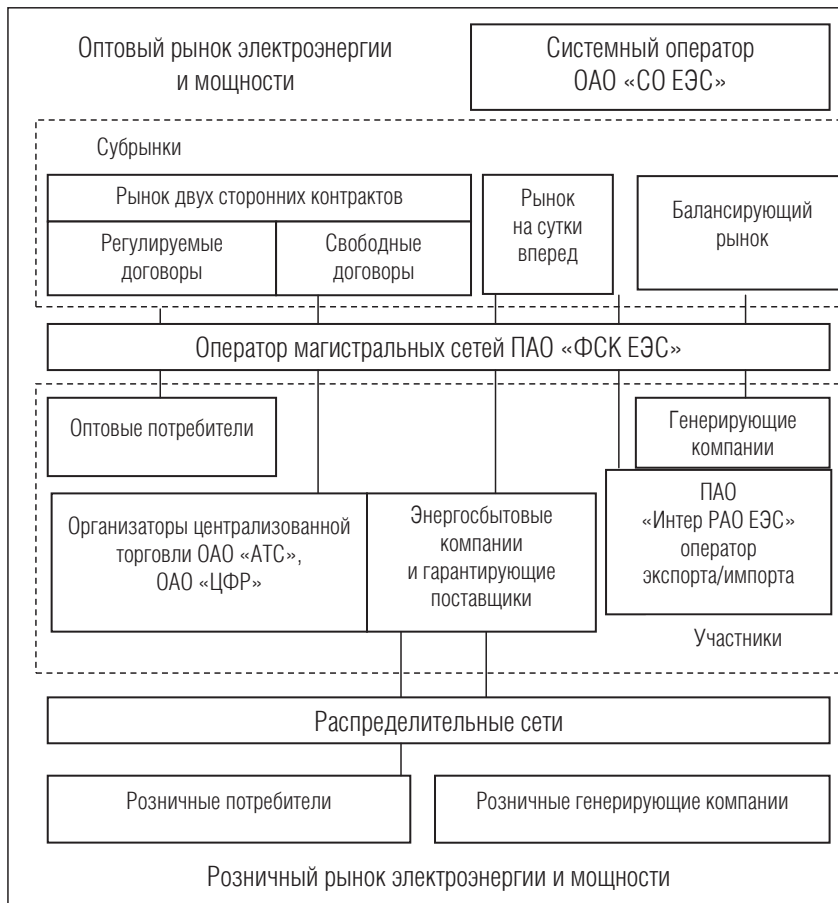 Оптовый рынок электроэнергии
и мощности
Системный оператор
ОАО «СО ЕЭС»
Субрынки
Рынок двух сторонних контрактов
Регулируемые
договоры
Свободные
договоры
Рынок
на сутки
вперед
Балансирующий
рынок
Оператор магистральных сетей ПАО «ФСК ЕЭС»
Оптовые потребители
Генерирующие
компании
Организаторы централизованной
торговли ОАО «АТС»,
ОАО «ЦФР»
Энергосбытовые
компании
и гарантирующие
поставщики
ПАО
«Интер РАО ЕЭС»
оператор
экспорта/импорта
Участники
Распределительные сети
Розничные потребители
Розничные генерирующие компании
Розничный рынок электроэнергии и мощности